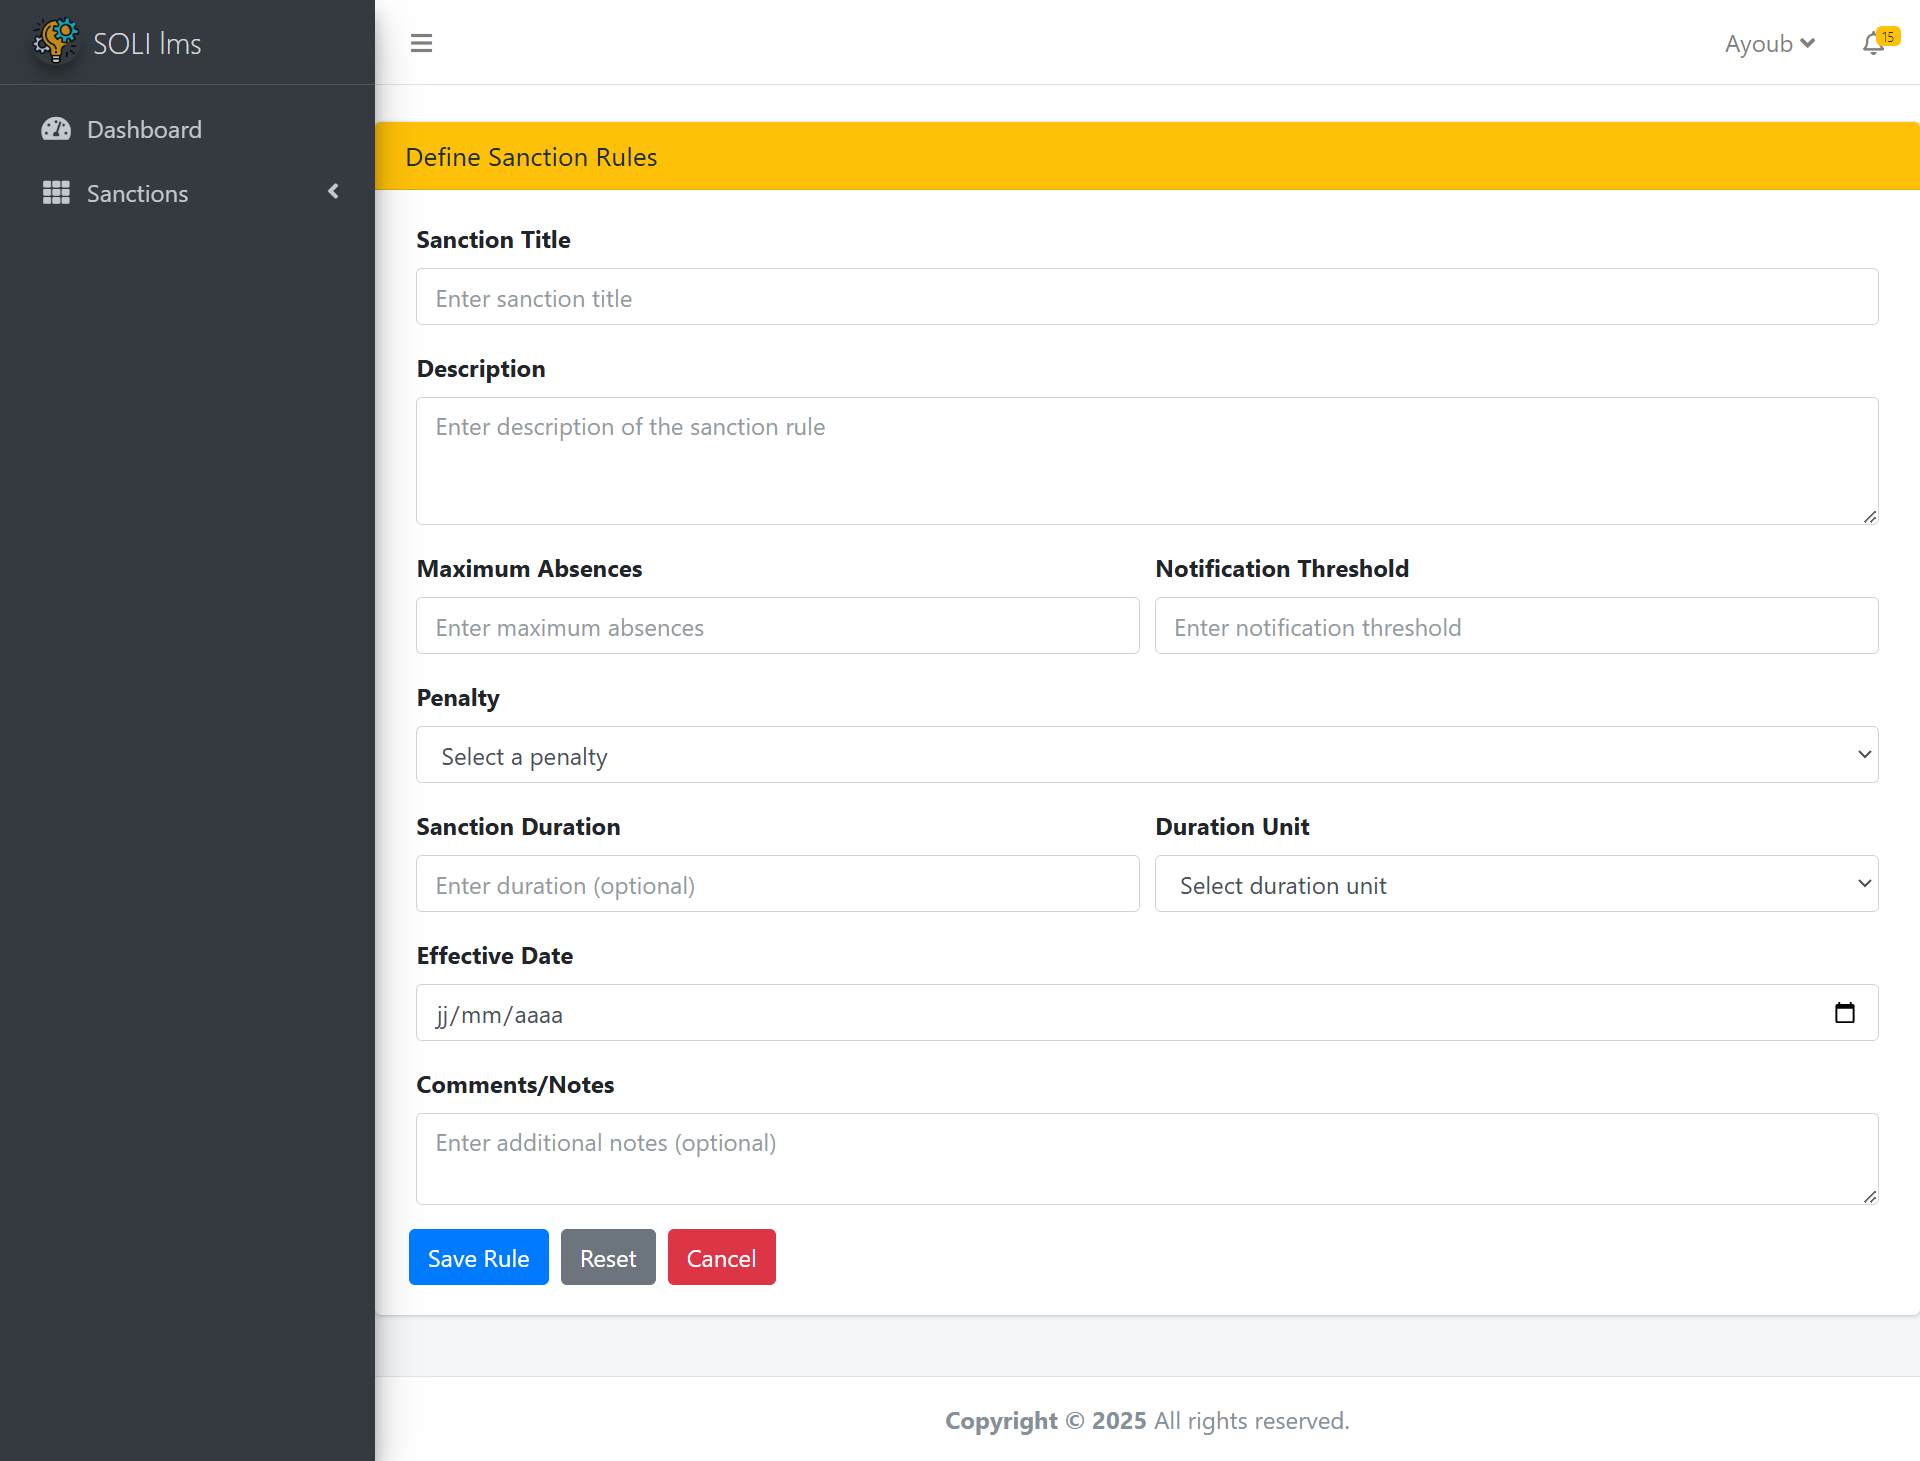 SOLI lms
Ayoub
15
Dashboard
Sanctions
Define Sanction Rules
Sanction Title
Enter sanction title
Description
Enter description of the sanction rule
Maximum Absences
Notification Threshold
Enter maximum absences
Enter notification threshold
Penalty
Select a penalty
Sanction Duration
Duration Unit
Enter duration (optional)
Select duration unit
Effective Date
jj/mm/aaaa
Comments/Notes
Enter additional notes (optional)
Save Rule
Reset
Cancel
Copyright © 2025 All rights reserved.